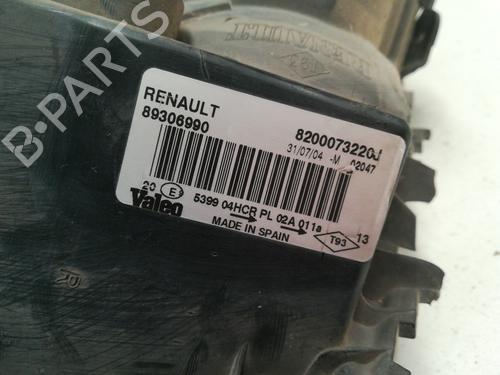 RENAULT
RENAULT
89306990
8200073220J
31/07/04 -M 02047
20 E 5399 04HCR PL 02A 011a
Valeo
MADE IN SPAIN
T93
13
B-PARTS